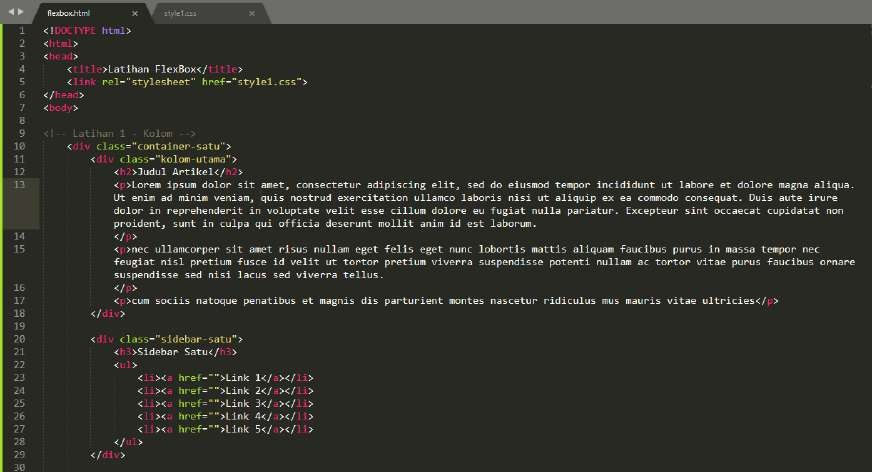 flexbox.html × style1.css ×
1 <!DOCTYPE html>
2 <html>
3 <head>
4 <title>Latihan FlexBox</title>
5 <link rel="stylesheet" href="style1.css">
6 </head>
7 <body>
8
9 <!-- Latihan 1 - Kolom -->
10 <div class="container-satu">
11 <div class="kolom-utama">
12 <h2>Judul Artikel</h2>
13 <p>Lorem ipsum dolor sit amet, consectetur adipiscing elit, sed do eiusmod tempor incididunt ut labore et dolore magna aliqua.
Ut enim ad minim veniam, quis nostrud exercitation ullamco laboris nisi ut aliquip ex ea commodo consequat. Duis aute irure
dolor in reprehenderit in voluptate velit esse cillum dolore eu fugiat nulla pariatur. Excepteur sint occaecat cupidatat non
proident, sunt in culpa qui officia deserunt mollit anim id est laborum.
14 </p>
15 <p>nec ullamcorper sit amet risus nullam eget felis eget nunc lobortis mattis aliquam faucibus purus in massa tempor nec
feugiat nisl pretium fusce id velit ut tortor pretium viverra suspendisse potenti nullam ac tortor vitae purus faucibus ornare
suspendisse sed nisi lacus sed viverra tellus.
16 </p>
17 <p>cum sociis natoque penatibus et magnis dis parturient montes nascetur ridiculus mus mauris vitae ultricies</p>
18 </div>
19
20 <div class="sidebar-satu">
21 <h3>Sidebar Satu</h3>
22 <ul>
23 <li><a href="">Link 1</a></li>
24 <li><a href="">Link 2</a></li>
25 <li><a href="">Link 3</a></li>
26 <li><a href="">Link 4</a></li>
27 <li><a href="">Link 5</a></li>
28 </ul>
29 </div>
30